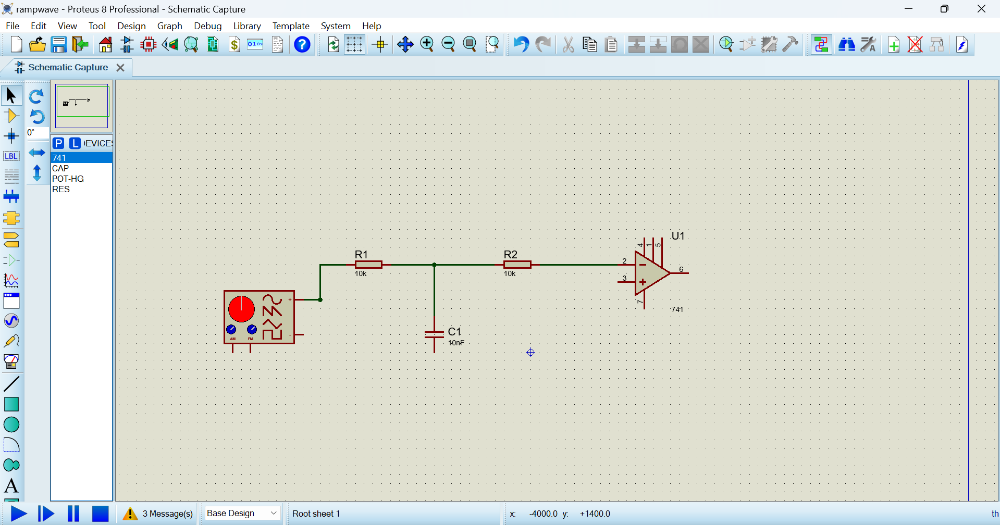 rampwave - Proteus 8 Professional - Schematic Capture
File Edit View Tool Design Graph Debug Library Template System Help
$ 0101 ? A
Schematic Capture
0°
P L DEVICES
741
CAP
POT-HG
RES
LBL
A
U1
4 1 5
R1 R2
2
10k 10k
6
3
+
7
741
AM FM
-
C1
10nF
3 Message(s) Base Design Root sheet 1 x: -4000.0 y: +1400.0 th